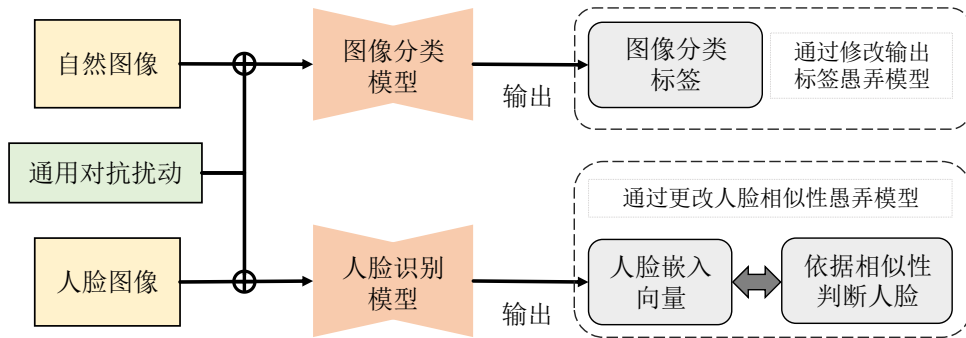 自然图像
图像分类
模型
输出
图像分类
标签
通过修改输出
标签愚弄模型
通用对抗扰动
通过更改人脸相似性愚弄模型
人脸图像
人脸识别
模型
输出
人脸嵌入
向量
依据相似性
判断人脸